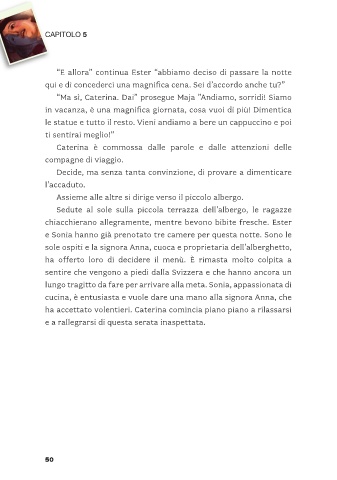 CAPITOLO 5
“E allora” continua Ester “abbiamo deciso di passare la notte
qui e di concederci una magnifica cena. Sei d’accordo anche tu?”
“Ma sì, Caterina. Dai” prosegue Maja “Andiamo, sorridi! Siamo
in vacanza, è una magnifica giornata, cosa vuoi di più! Dimentica
le statue e tutto il resto. Vieni andiamo a bere un cappuccino e poi
ti sentirai meglio!”
Caterina è commossa dalle parole e dalle attenzioni delle
compagne di viaggio.
Decide, ma senza tanta convinzione, di provare a dimenticare
l’accaduto.
Assieme alle altre si dirige verso il piccolo albergo.
Sedute al sole sulla piccola terrazza dell’albergo, le ragazze
chiacchierano allegramente, mentre bevono bibite fresche. Ester
e Sonia hanno già prenotato tre camere per questa notte. Sono le
sole ospiti e la signora Anna, cuoca e proprietaria dell’alberghetto,
ha offerto loro di decidere il menù. È rimasta molto colpita a
sentire che vengono a piedi dalla Svizzera e che hanno ancora un
lungo tragitto da fare per arrivare alla meta. Sonia, appassionata di
cucina, è entusiasta e vuole dare una mano alla signora Anna, che
ha accettato volentieri. Caterina comincia piano piano a rilassarsi
e a rallegrarsi di questa serata inaspettata.
50